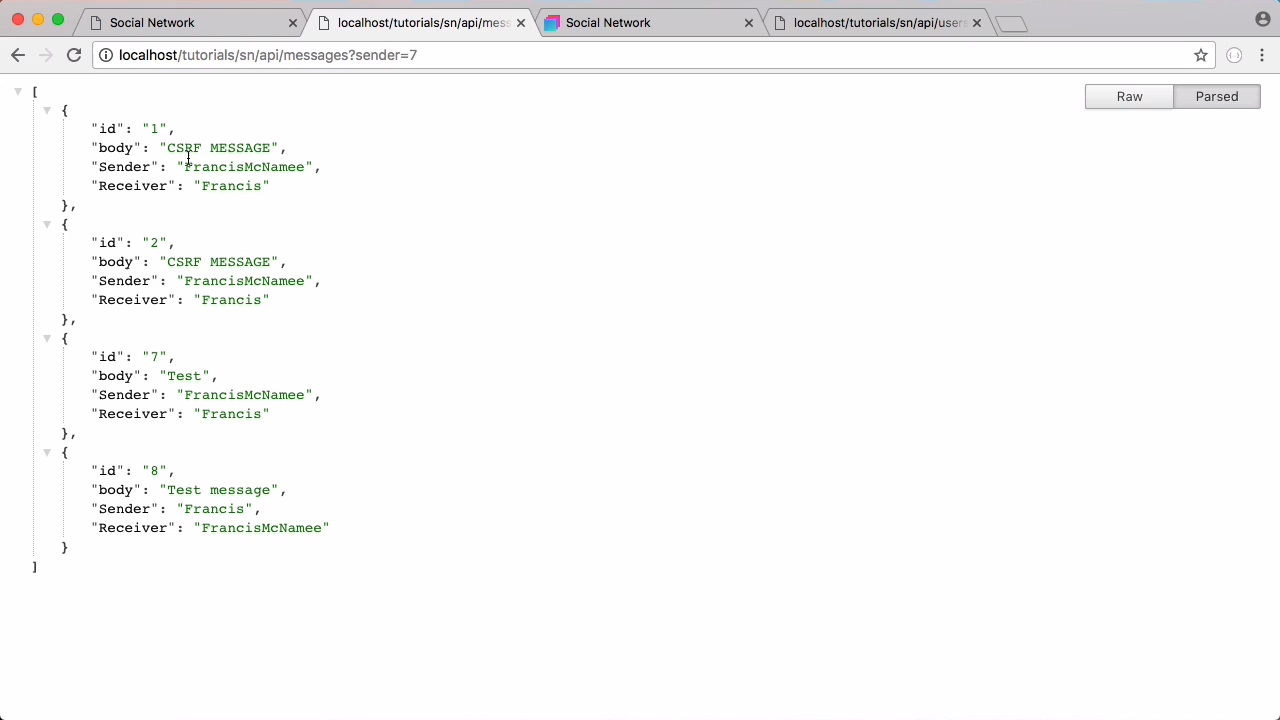 Social Network
localhost/tutorials/sn/api/mess
Social Network
localhost/tutorials/sn/api/users
localhost/tutorials/sn/api/messages?sender=7
Raw
Parsed
[
{
"id": "1",
"body": "CSRF MESSAGE",
"Sender": "FrancisMcNamee",
"Receiver": "Francis"
},
{
"id": "2",
"body": "CSRF MESSAGE",
"Sender": "FrancisMcNamee",
"Receiver": "Francis"
},
{
"id": "7",
"body": "Test",
"Sender": "FrancisMcNamee",
"Receiver": "Francis"
},
{
"id": "8",
"body": "Test message",
"Sender": "Francis",
"Receiver": "FrancisMcNamee"
}
]